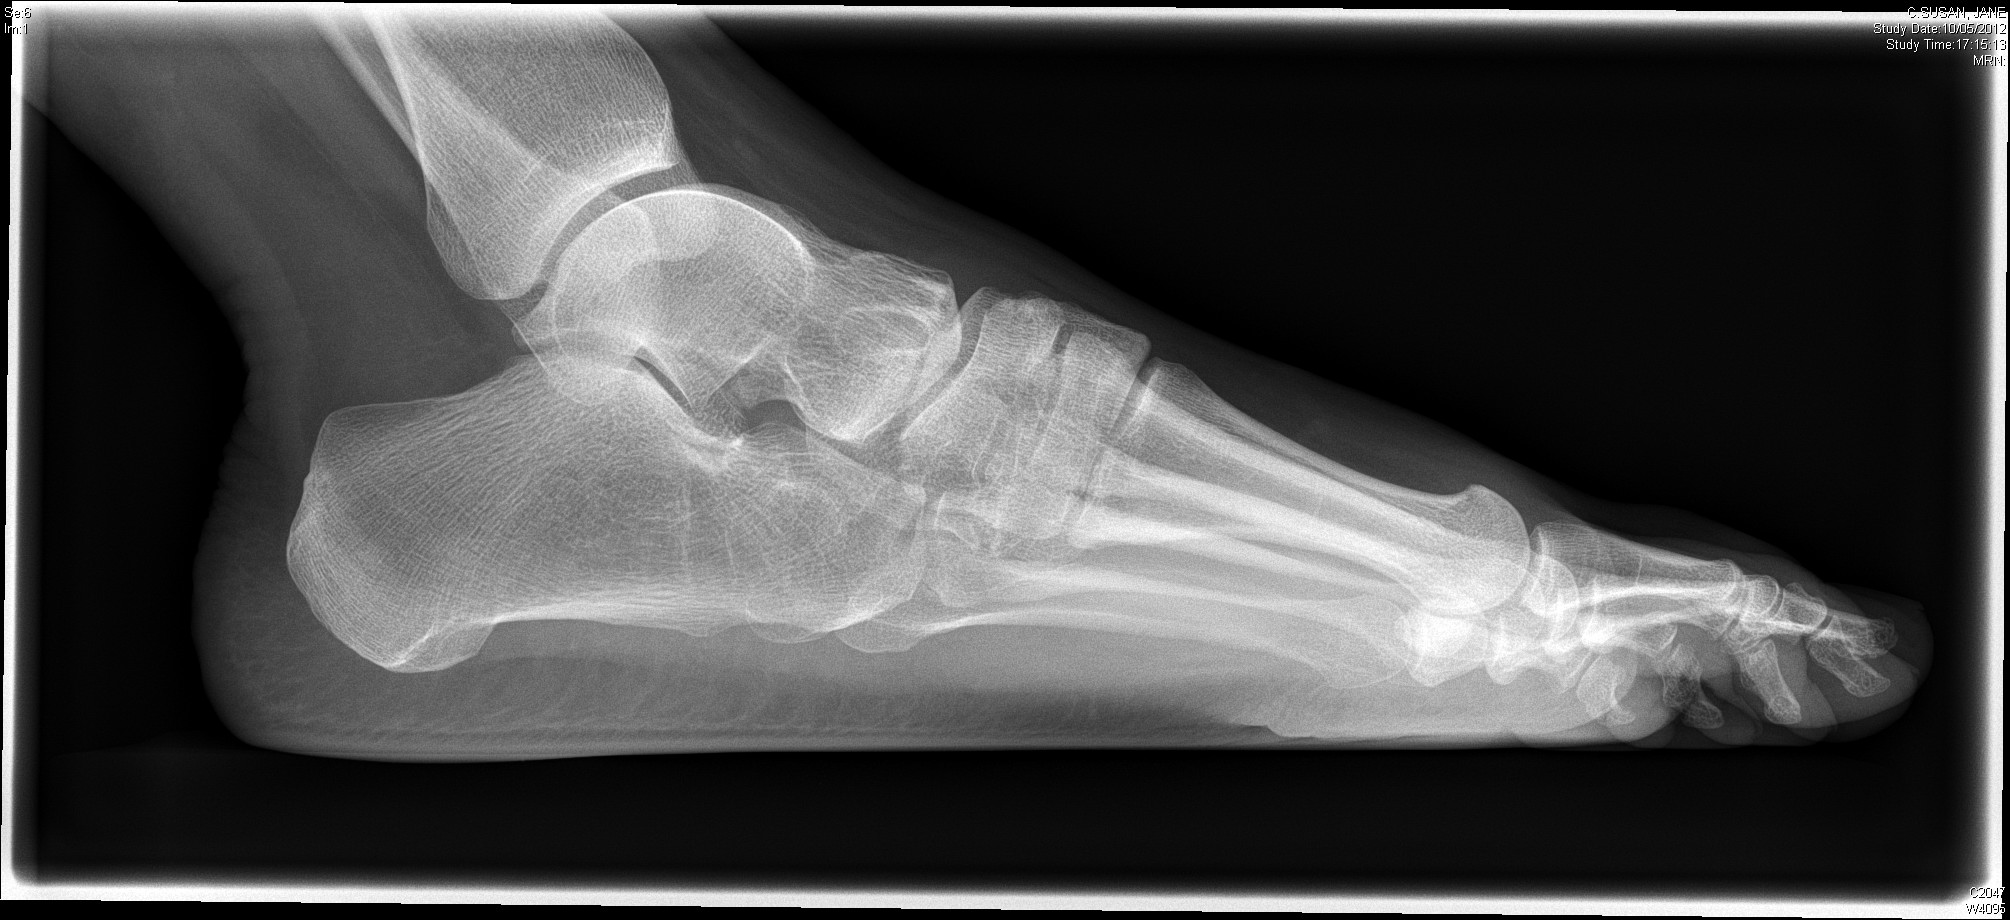 Se:6
Im:1
C.SUSAN, JANE
Study Date:10/05/2012
Study Time:17:15:13
MRN:
C2047
W4095